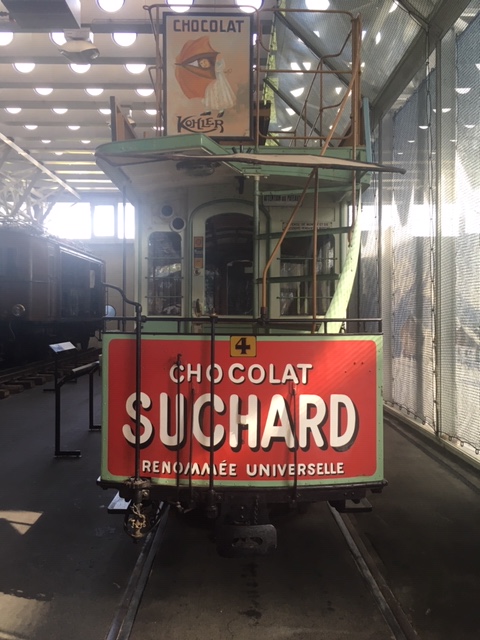 CHOCOLAT
KOHLER
4
CHOCOLAT
SUCHARD
RENOMMÉE UNIVERSELLE